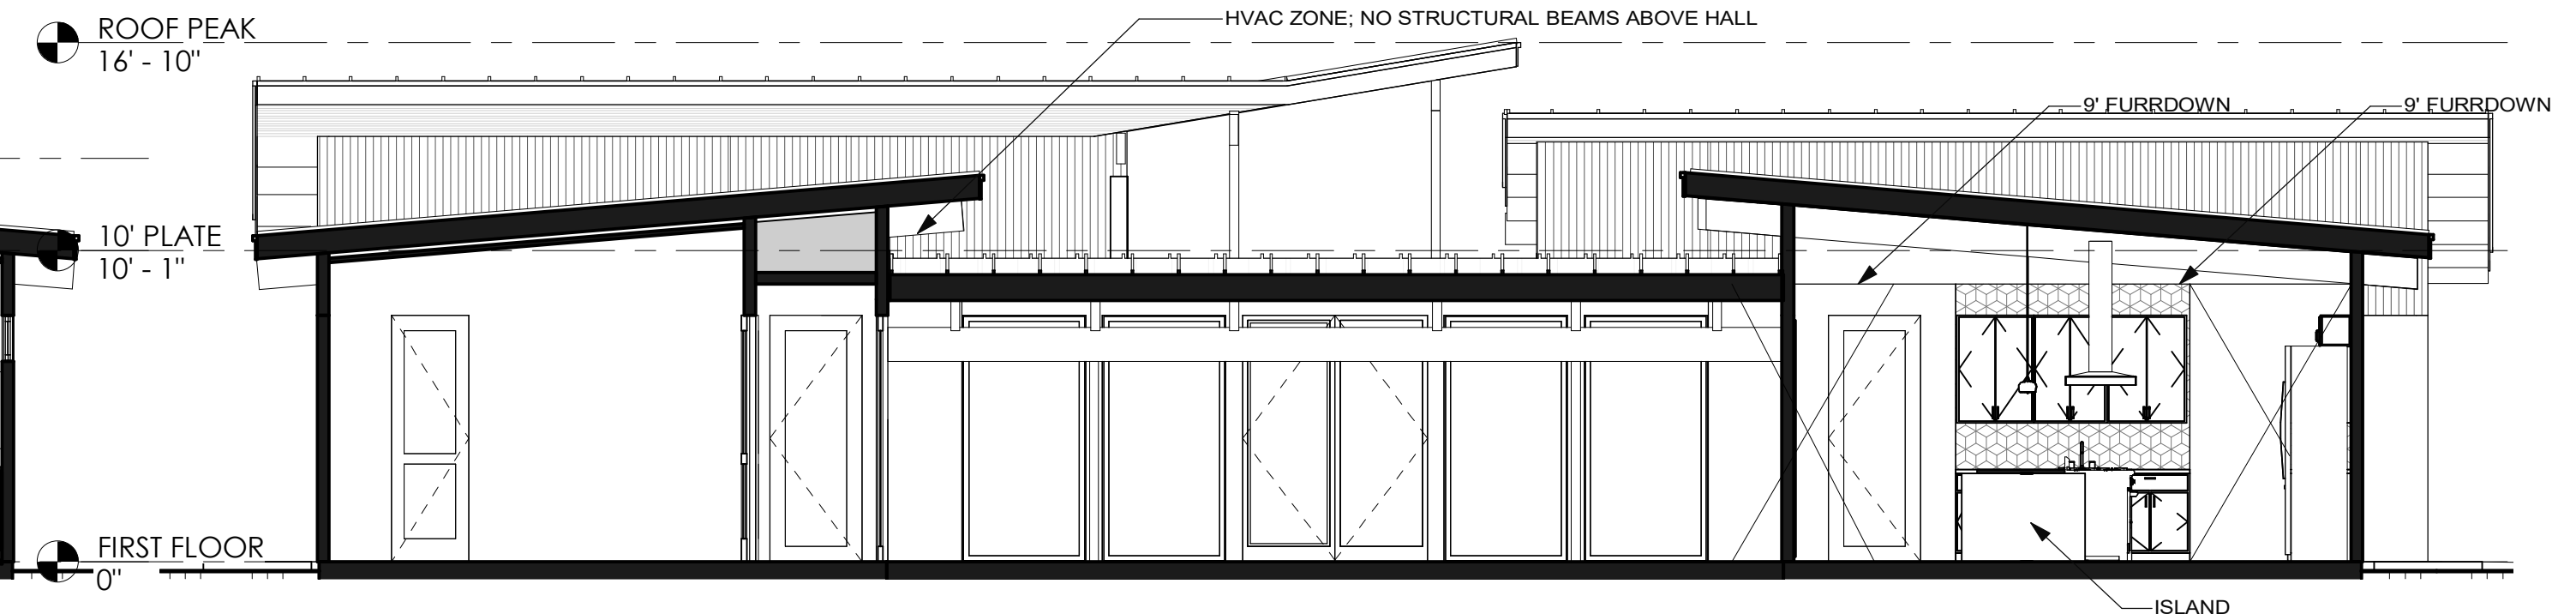 ROOF PEAK
16' - 10"
HVAC ZONE; NO STRUCTURAL BEAMS ABOVE HALL
9' FURRDOWN
9' FURRDOWN
10' PLATE
10' - 1"
FIRST FLOOR
0"
ISLAND